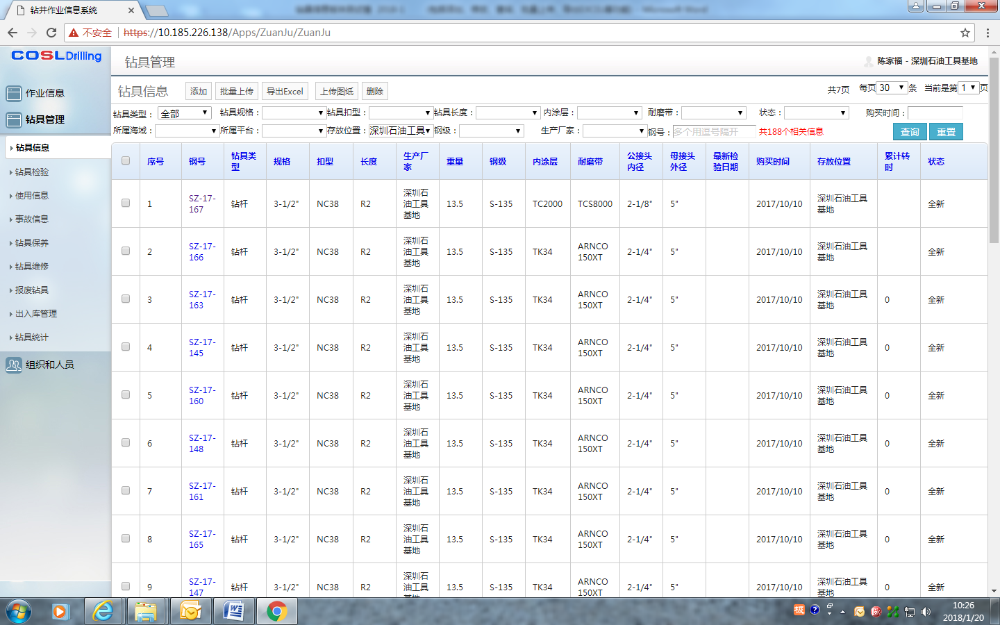 钻井作业信息系统
不安全 https://10.185.226.138/Apps/ZuanJu/ZuanJu
COSL Drilling
钻具管理
陈家福 - 深圳石油工具基地
作业信息
钻具管理
钻具信息
钻具检验
使用信息
事故信息
钻具保养
钻具维修
报废钻具
出入库管理
钻具统计
组织和人员
钻具信息 添加 批量上传 导出Excel 上传图纸 删除 共7页 每页 30 条 当前是第 1 页
钻具类型： 全部 钻具规格： 钻具扣型： 钻具长度： 内涂层： 耐磨带： 状态： 购买时间：
所属海域： 所属平台： 存放位置： 深圳石油工具 钢级： 生产厂家： 钢号： 多个用逗号隔开 共188个相关信息 查询 重置
序号 钢号 钻具类型 规格 扣型 长度 生产厂家 重量 钢级 内涂层 耐磨带 公接头内径 母接头外径 最新检验日期 购买时间 存放位置 累计转时 状态
1 SZ-17-167 钻杆 3-1/2" NC38 R2 深圳石油工具基地 13.5 S-135 TC2000 TCS8000 2-1/8" 5" 2017/10/10 深圳石油工具基地 全新
2 SZ-17-166 钻杆 3-1/2" NC38 R2 深圳石油工具基地 13.5 S-135 TK34 ARNCO 150XT 2-1/4" 5" 2017/10/10 深圳石油工具基地 全新
3 SZ-17-163 钻杆 3-1/2" NC38 R2 深圳石油工具基地 13.5 S-135 TK34 ARNCO 150XT 2-1/4" 5" 2017/10/10 深圳石油工具基地 0 全新
4 SZ-17-145 钻杆 3-1/2" NC38 R2 深圳石油工具基地 13.5 S-135 TK34 ARNCO 150XT 2-1/4" 5" 2017/10/10 深圳石油工具基地 0 全新
5 SZ-17-160 钻杆 3-1/2" NC38 R2 深圳石油工具基地 13.5 S-135 TK34 ARNCO 150XT 2-1/4" 5" 2017/10/10 深圳石油工具基地 0 全新
6 SZ-17-148 钻杆 3-1/2" NC38 R2 深圳石油工具基地 13.5 S-135 TK34 ARNCO 150XT 2-1/4" 5" 2017/10/10 深圳石油工具基地 0 全新
7 SZ-17-161 钻杆 3-1/2" NC38 R2 深圳石油工具基地 13.5 S-135 TK34 ARNCO 150XT 2-1/4" 5" 2017/10/10 深圳石油工具基地 0 全新
8 SZ-17-165 钻杆 3-1/2" NC38 R2 深圳石油工具基地 13.5 S-135 TK34 ARNCO 150XT 2-1/4" 5" 2017/10/10 深圳石油工具基地 0 全新
9 SZ-17-147 钻杆 3-1/2" NC38 R2 深圳石油工具基地 13.5 S-135 TK34 ARNCO 150XT 2-1/4" 5" 2017/10/10 深圳石油工具基地 0 全新
极
10:26
2018/1/20